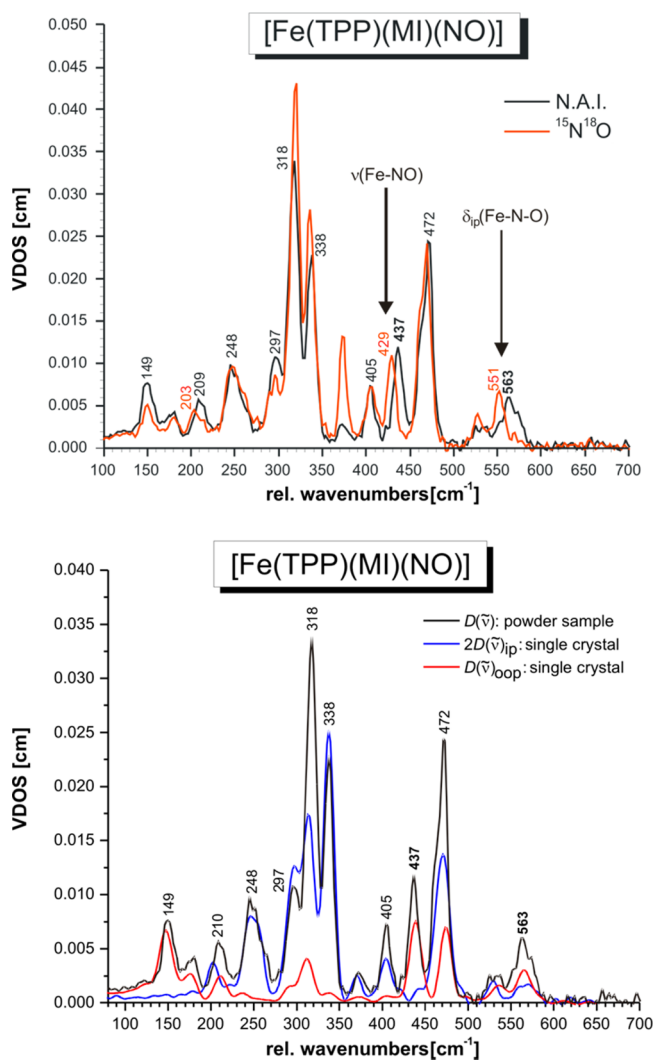 [Fe(TPP)(MI)(NO)]
0.050
0.045
0.040
0.035
0.030
0.025
0.020
0.015
0.010
0.005
0.000
VDOS [cm]
N.A.I.
¹⁵N¹⁸O
ν(Fe-NO)
δip(Fe-N-O)
149
203
209
248
297
318
338
405
429
437
472
551
563
100 150 200 250 300 350 400 450 500 550 600 650 700
rel. wavenumbers[cm⁻¹]
[Fe(TPP)(MI)(NO)]
0.040
0.035
0.030
0.025
0.020
0.015
0.010
0.005
0.000
VDOS [cm]
D(ν̃): powder sample
2D(ν̃)ip: single crystal
D(ν̃)oop: single crystal
149
210
248
297
318
338
405
437
472
563
100 150 200 250 300 350 400 450 500 550 600 650 700
rel. wavenumbers[cm⁻¹]